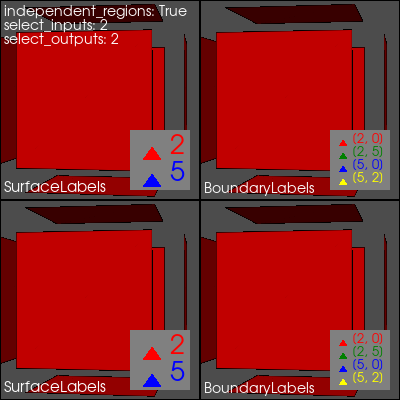 independent_regions: True
select_inputs: 2
select_outputs: 2
2
5
SurfaceLabels
[2, 0]
[2, 5]
[5, 0]
[5, 2]
BoundaryLabels
2
5
SurfaceLabels
[2, 0]
[2, 5]
[5, 0]
[5, 2]
BoundaryLabels